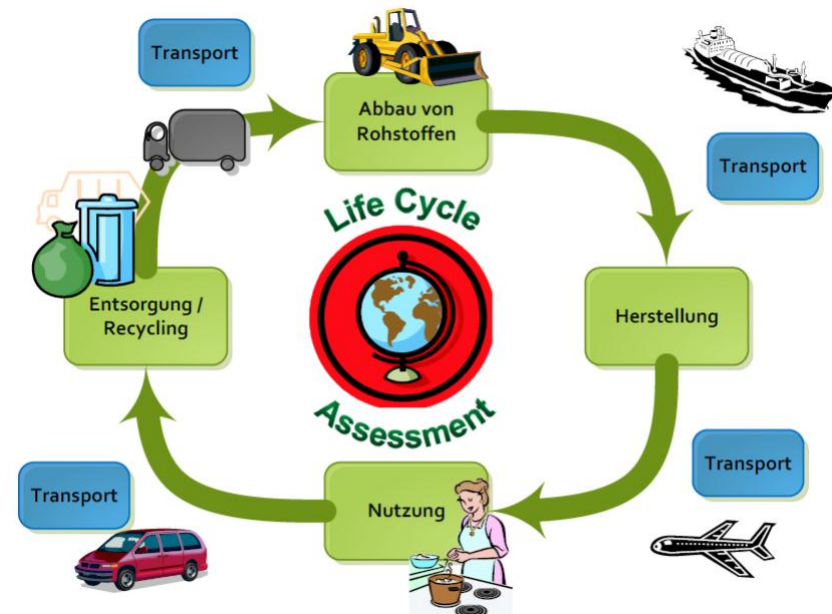 Transport
Abbau von
Rohstoffen
Transport
Life Cycle
Entsorgung /
Recycling
Herstellung
Assessment
Transport
Transport
Nutzung